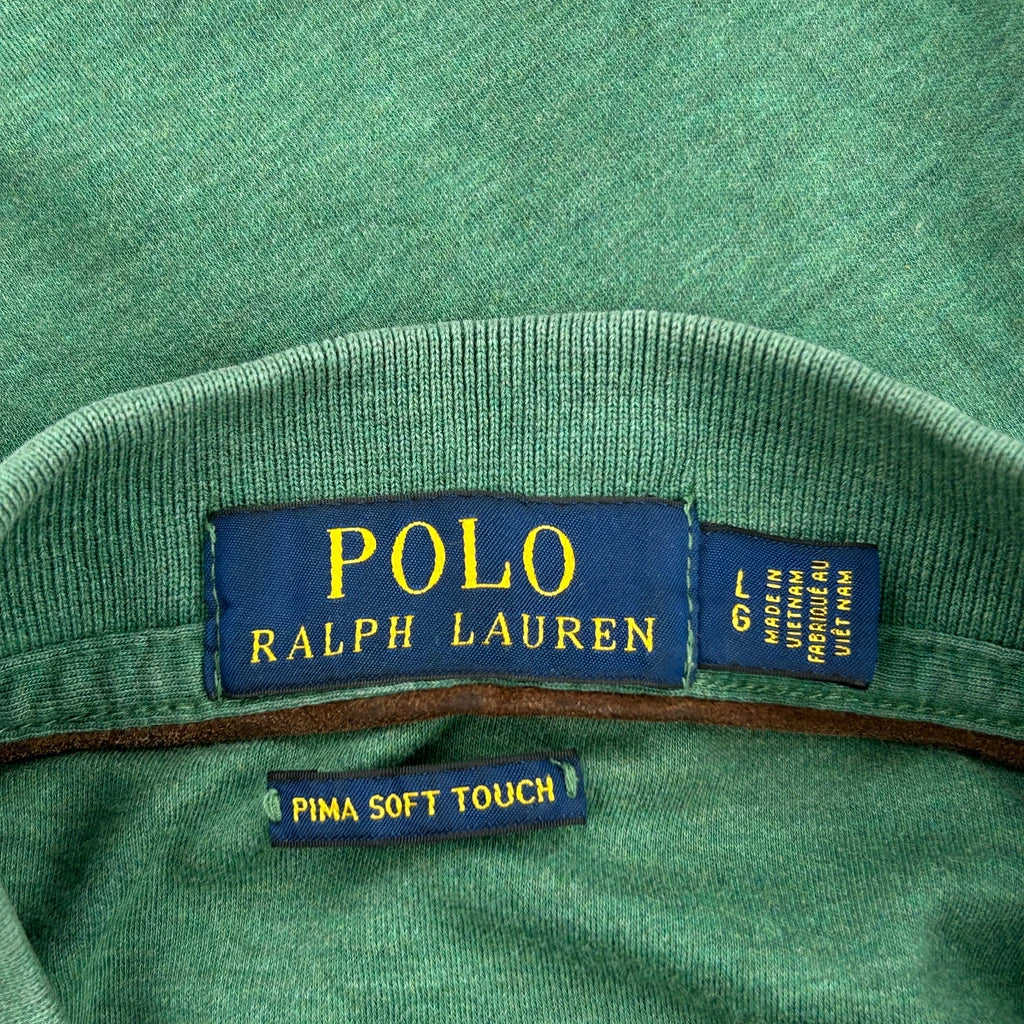 POLO
RALPH LAUREN
L
G
MADE IN
VIETNAM
FABRIQUÉ AU
VIÊT NAM
PIMA SOFT TOUCH